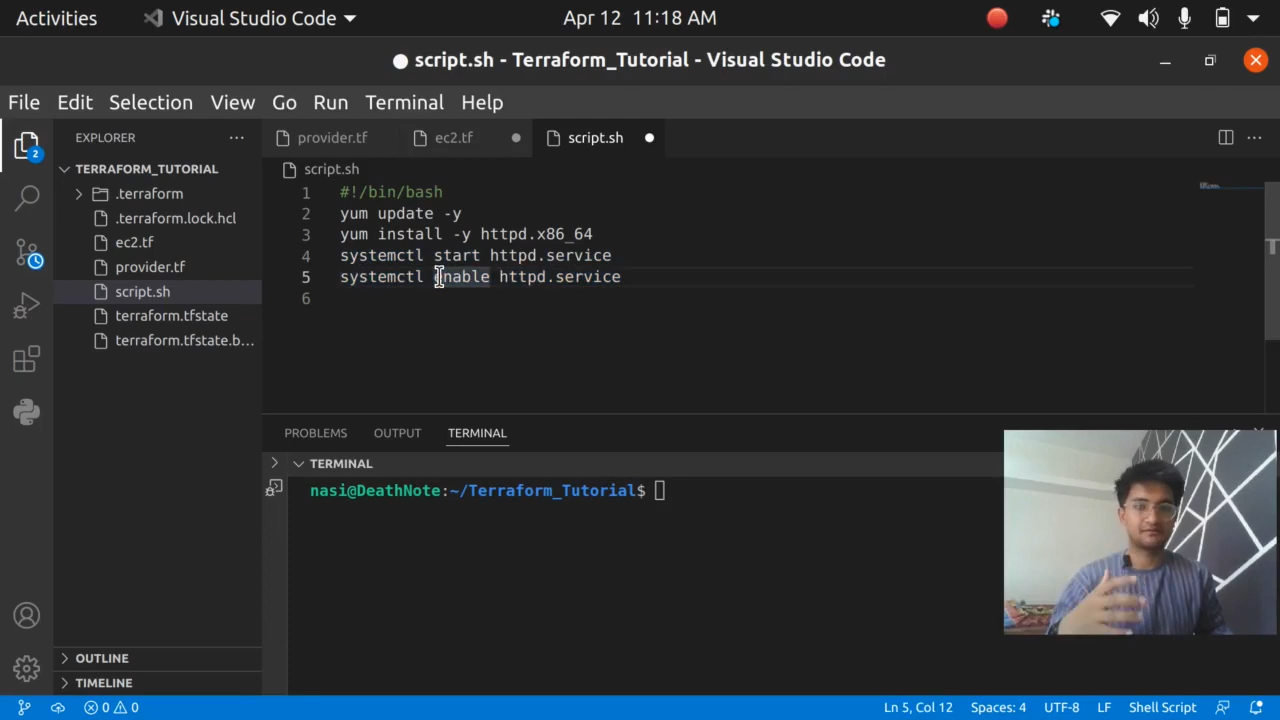 Activities Visual Studio Code Apr 12 11:18 AM
script.sh - Terraform_Tutorial - Visual Studio Code
File Edit Selection View Go Run Terminal Help
EXPLORER
provider.tf ec2.tf script.sh
TERRAFORM_TUTORIAL
.terraform
.terraform.lock.hcl
ec2.tf
provider.tf
script.sh
terraform.tfstate
terraform.tfstate.b...
OUTLINE
TIMELINE
2
script.sh
1 #!/bin/bash
2 yum update -y
3 yum install -y httpd.x86_64
4 systemctl start httpd.service
5 systemctl enable httpd.service
6
PROBLEMS OUTPUT TERMINAL
TERMINAL
nasi@DeathNote:~/Terraform_Tutorial$
0 0 Ln 5, Col 12 Spaces: 4 UTF-8 LF Shell Script